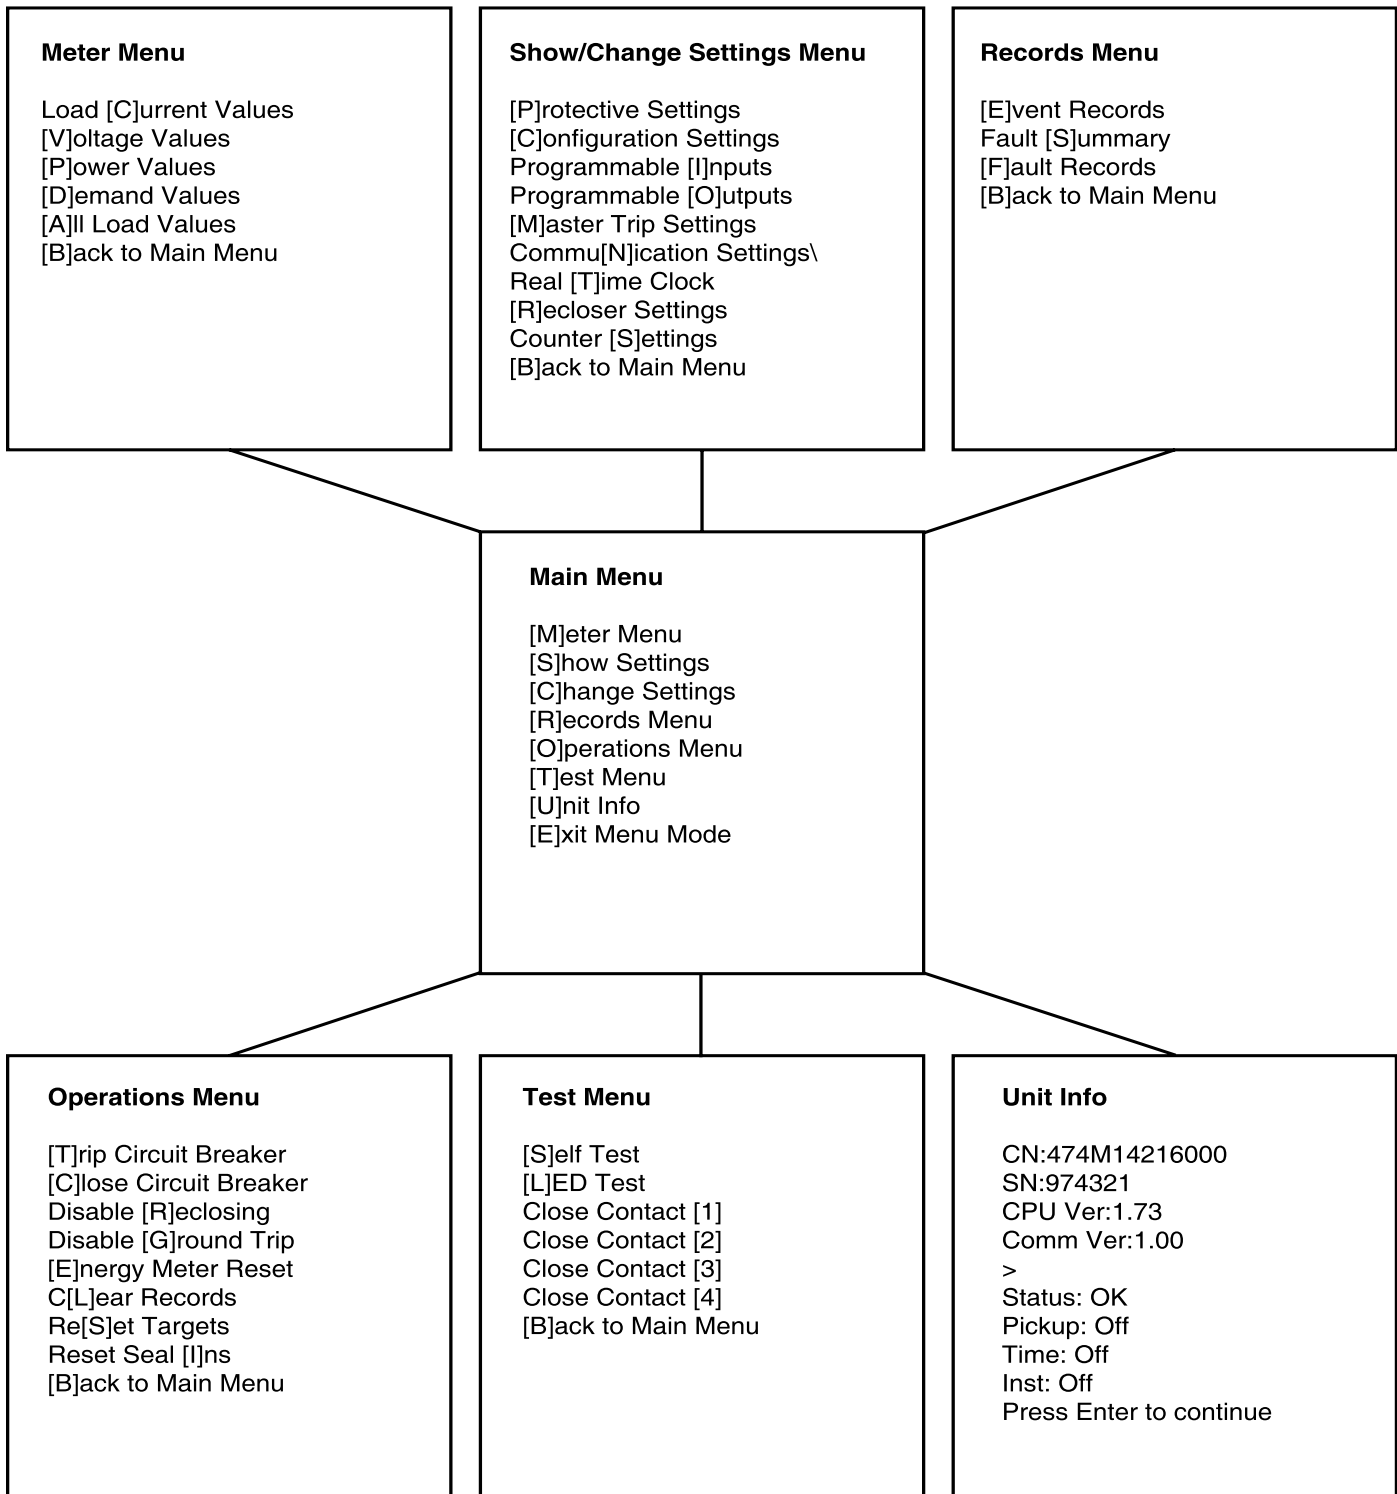 Meter Menu
Load [C]urrent Values
[V]oltage Values
[P]ower Values
[D]emand Values
[A]ll Load Values
[B]ack to Main Menu
Show/Change Settings Menu
[P]rotective Settings
[C]onfiguration Settings
Programmable [I]nputs
Programmable [O]utputs
[M]aster Trip Settings
Commu[N]ication Settings\
Real [T]ime Clock
[R]ecloser Settings
Counter [S]ettings
[B]ack to Main Menu
Records Menu
[E]vent Records
Fault [S]ummary
[F]ault Records
[B]ack to Main Menu
Main Menu
[M]eter Menu
[S]how Settings
[C]hange Settings
[R]ecords Menu
[O]perations Menu
[T]est Menu
[U]nit Info
[E]xit Menu Mode
Operations Menu
[T]rip Circuit Breaker
[C]lose Circuit Breaker
Disable [R]eclosing
Disable [G]round Trip
[E]nergy Meter Reset
C[L]ear Records
Re[S]et Targets
Reset Seal [I]ns
[B]ack to Main Menu
Test Menu
[S]elf Test
[L]ED Test
Close Contact [1]
Close Contact [2]
Close Contact [3]
Close Contact [4]
[B]ack to Main Menu
Unit Info
CN:474M14216000
SN:974321
CPU Ver:1.73
Comm Ver:1.00
>
Status: OK
Pickup: Off
Time: Off
Inst: Off
Press Enter to continue